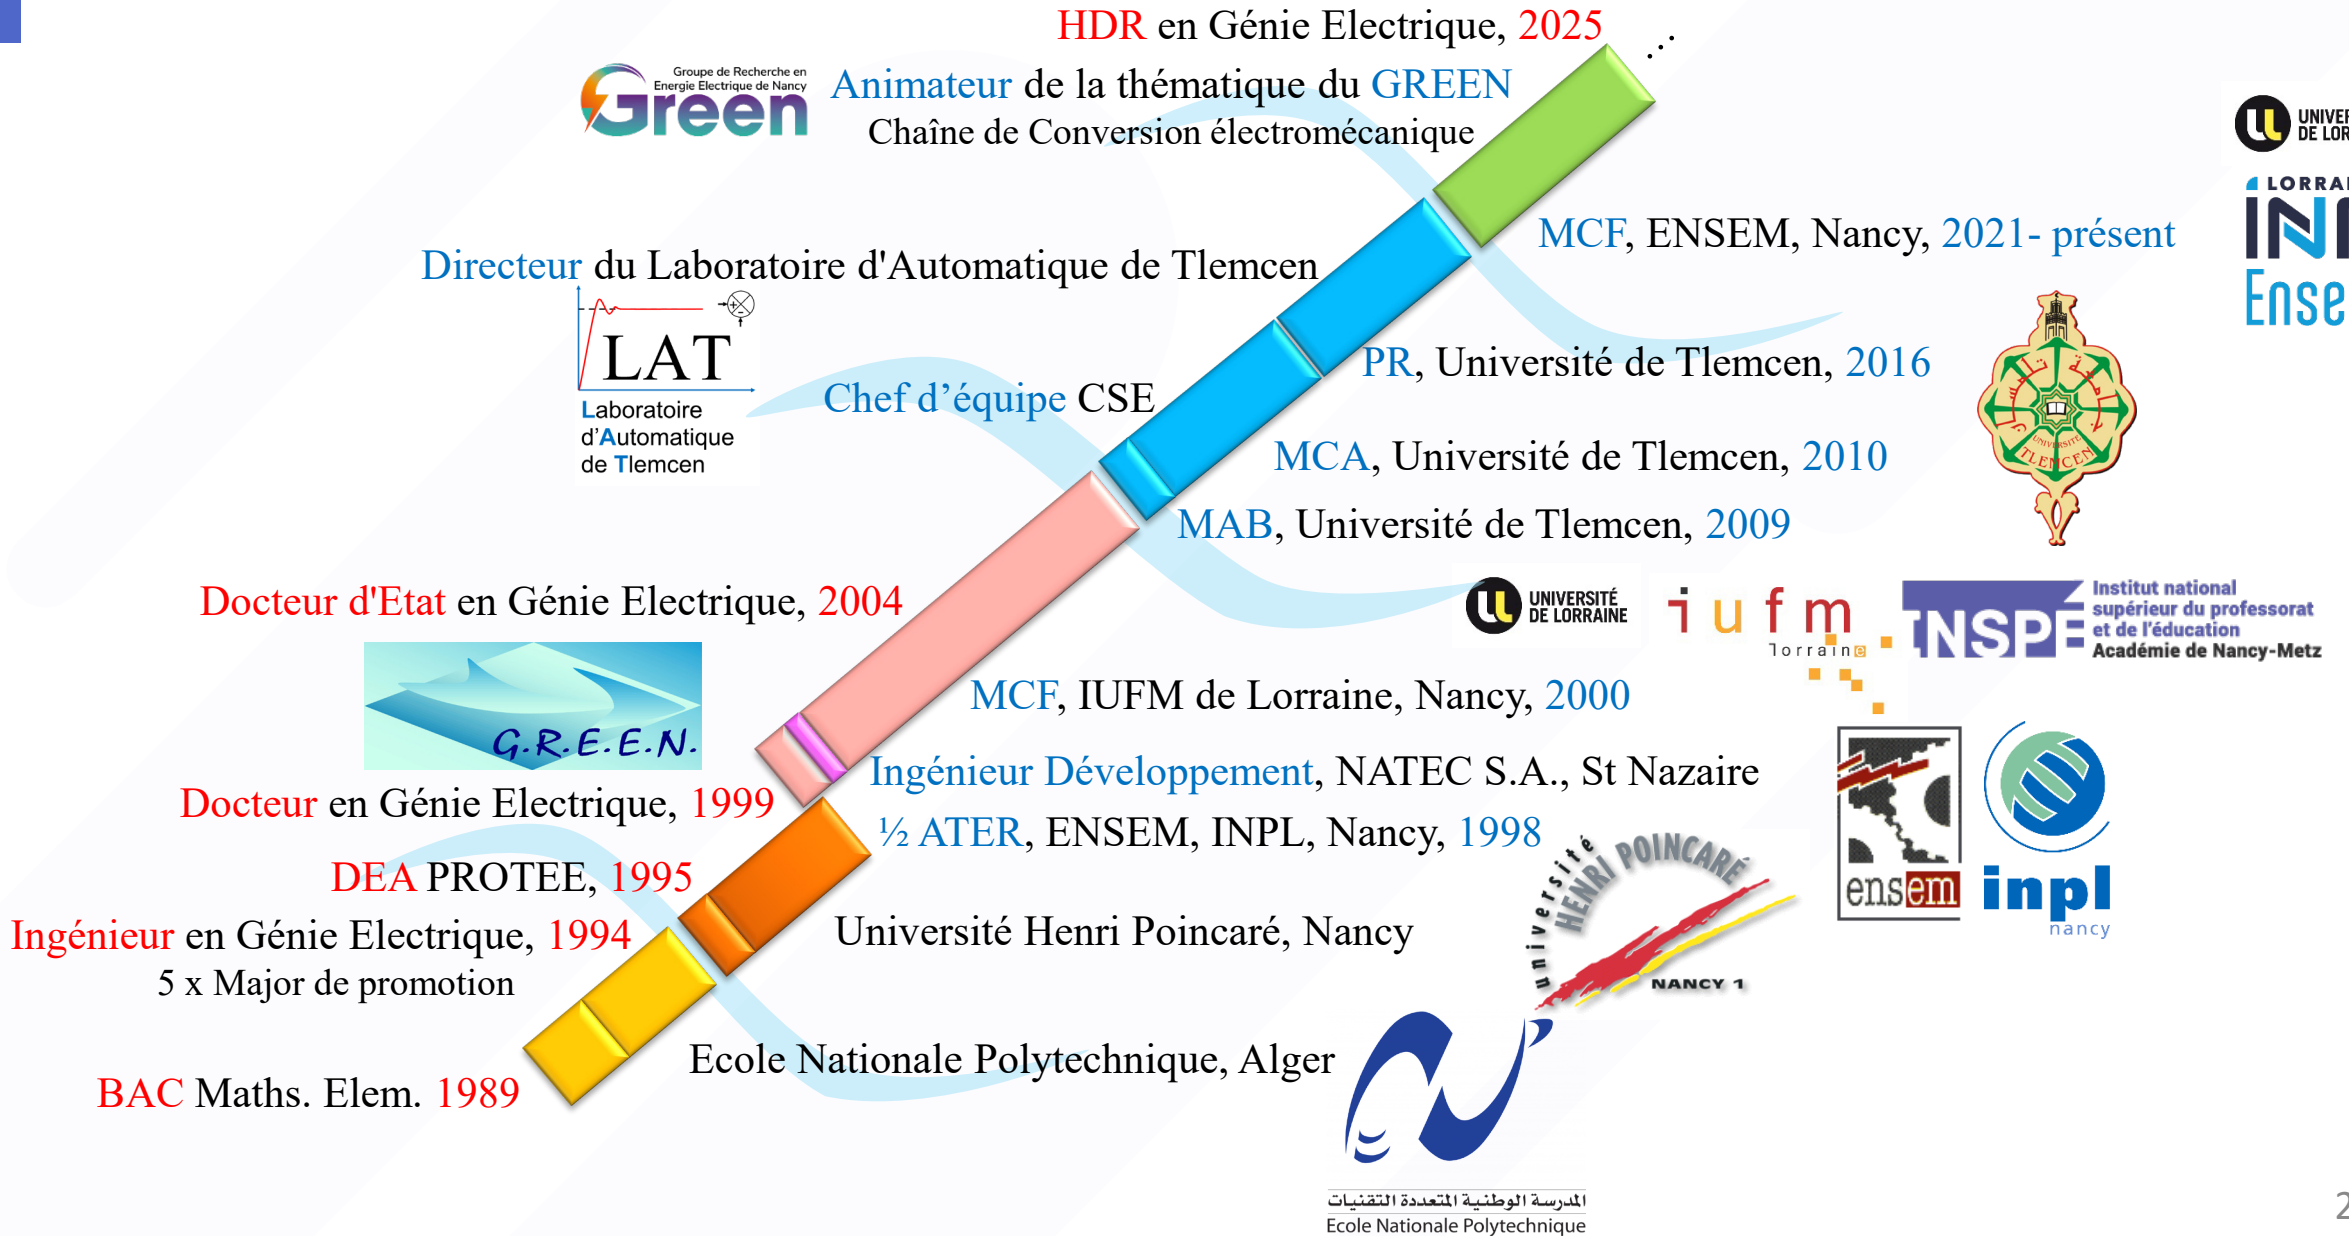 HDR en Génie Electrique, 2025
...
Groupe de Recherche en
Energie Electrique de Nancy
Green
Animateur de la thématique du GREEN
Chaîne de Conversion électromécanique
UNIVER
DE LOR
LORRAI
Ense
MCF, ENSEM, Nancy, 2021- présent
Directeur du Laboratoire d'Automatique de Tlemcen
LAT
Laboratoire
d'Automatique
de Tlemcen
PR, Université de Tlemcen, 2016
Chef d’équipe CSE
UNIVERSITE
TLEMCEN
MCA, Université de Tlemcen, 2010
MAB, Université de Tlemcen, 2009
Docteur d'Etat en Génie Electrique, 2004
UNIVERSITÉ
DE LORRAINE
iufm
lorraine
INSPÉ
Institut national
supérieur du professorat
et de l'éducation
Académie de Nancy-Metz
G.R.E.E.N.
MCF, IUFM de Lorraine, Nancy, 2000
Ingénieur Développement, NATEC S.A., St Nazaire
Docteur en Génie Electrique, 1999
½ ATER, ENSEM, INPL, Nancy, 1998
DEA PROTEE, 1995
université
HENRI POINCARÉ
NANCY 1
ensem
inpl
nancy
Ingénieur en Génie Electrique, 1994
5 x Major de promotion
Université Henri Poincaré, Nancy
Ecole Nationale Polytechnique, Alger
BAC Maths. Elem. 1989
المدرسة الوطنية المتعددة التقنيات
Ecole Nationale Polytechnique
2